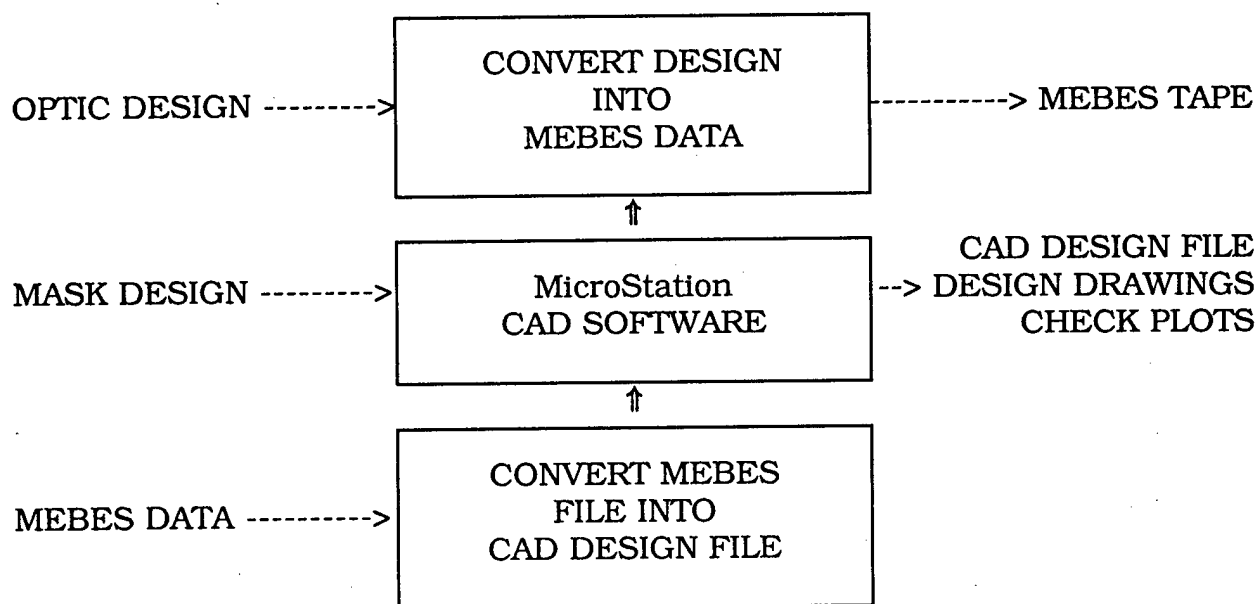 CONVERT DESIGN
INTO
MEBES DATA
OPTIC DESIGN
MEBES TAPE
MicroStation
CAD SOFTWARE
MASK DESIGN
CAD DESIGN FILE
DESIGN DRAWINGS
CHECK PLOTS
CONVERT MEBES
FILE INTO
CAD DESIGN FILE
MEBES DATA